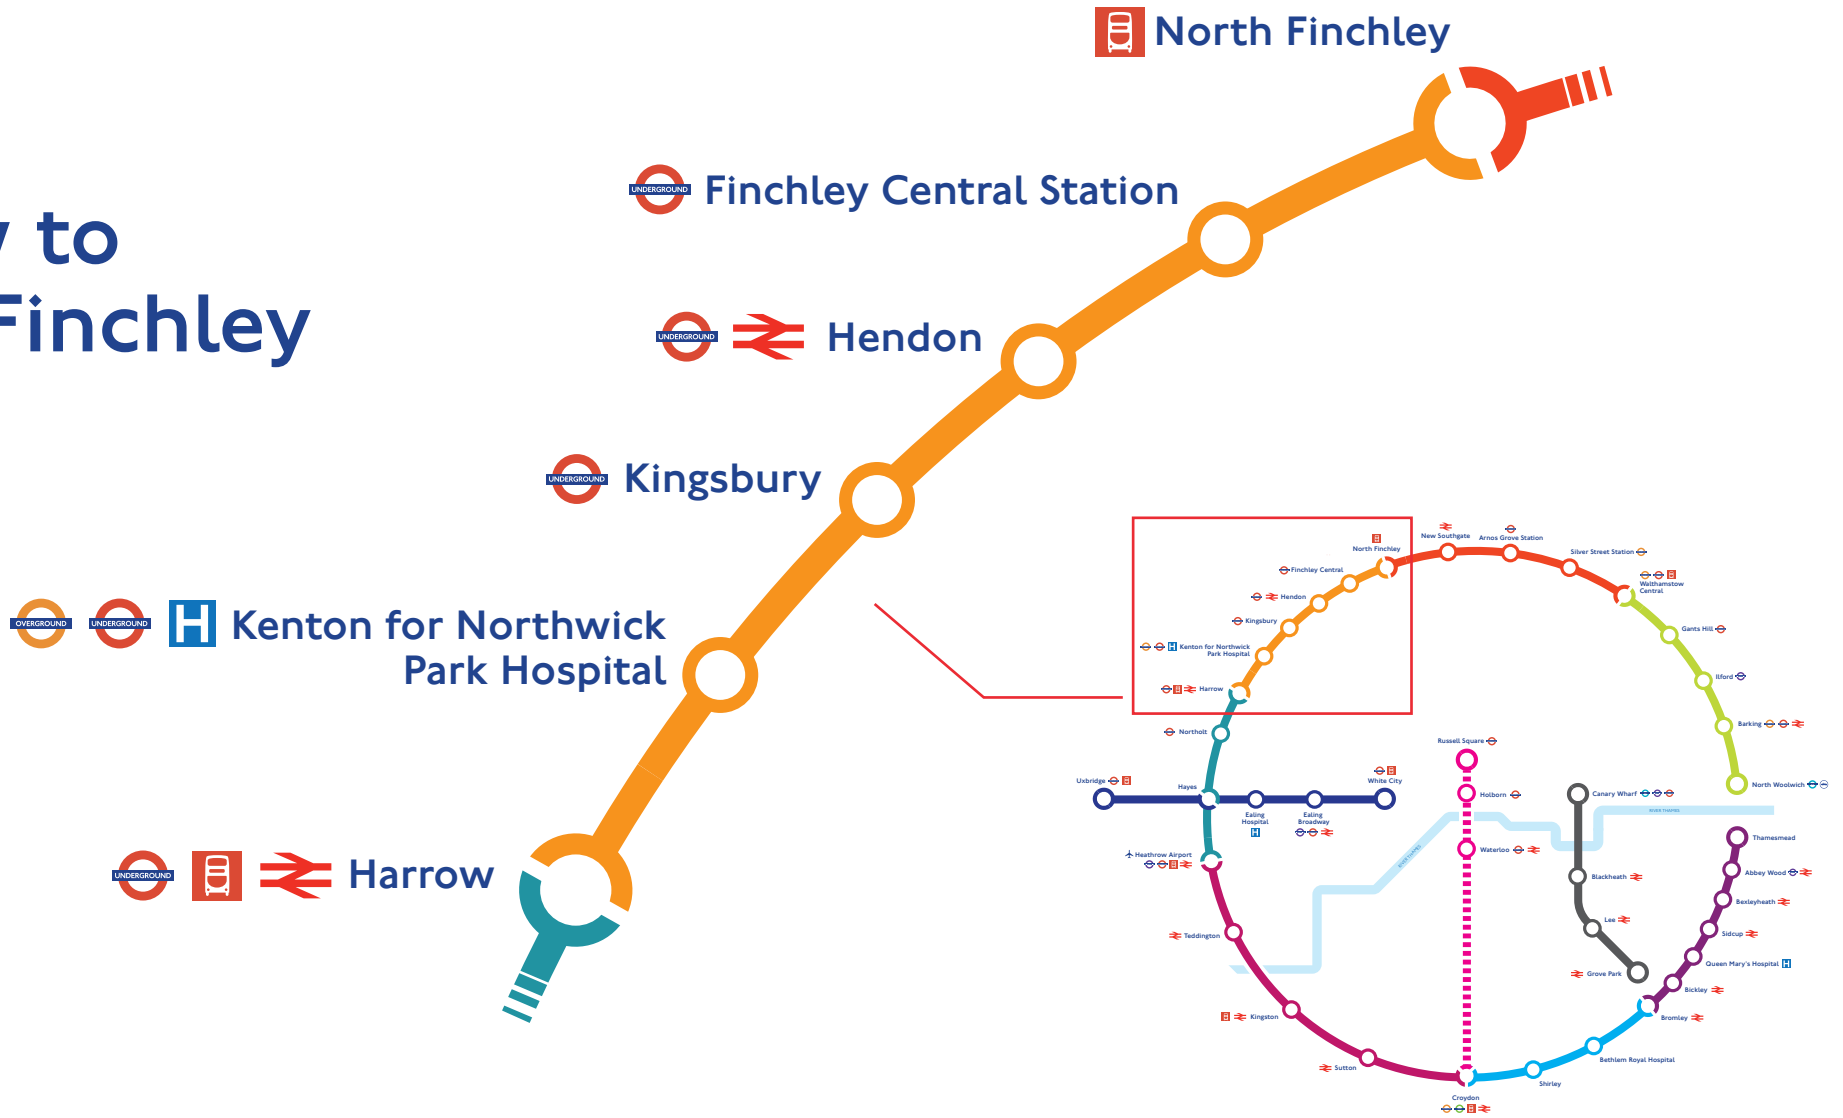 North Finchley
UNDERGROUND Finchley Central Station
to
Finchley
UNDERGROUND Hendon
UNDERGROUND Kingsbury
OVERGROUND UNDERGROUND H Kenton for Northwick
Park Hospital
UNDERGROUND Harrow
New Southgate
Arnos Grove Station
North Finchley
Silver Street Station
Finchley Central
Walthamstow
Central
Hendon
Kingsbury
Gants Hill
H Kenton for Northwick
Park Hospital
Ilford
Harrow
Barking
Northolt
Russell Square
Uxbridge
White City
Hayes
North Woolwich
Holborn
Canary Wharf
RIVER THAMES
Ealing
Hospital
H
Ealing
Broadway
Thamesmead
Waterloo
RIVER THAMES
Heathrow Airport
Abbey Wood
Blackheath
Bexleyheath
Lee
Sidcup
Teddington
Queen Mary's Hospital H
Grove Park
Bickley
Kingston
Bromley
Bethlem Royal Hospital
Sutton
Shirley
Croydon